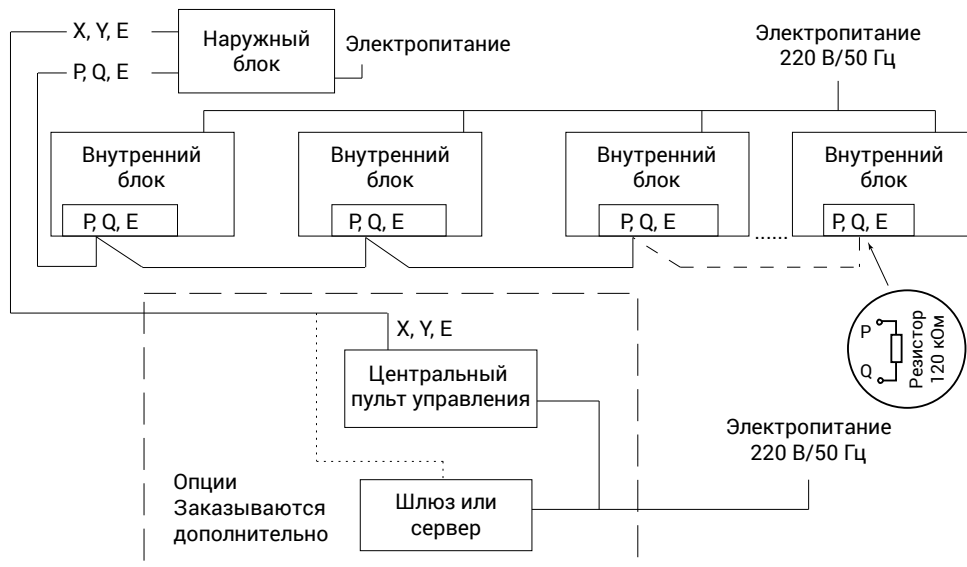 X, Y, E
P, Q, E
Наружный
блок
Электропитание
Электропитание
220 В/50 Гц
Внутренний
блок
P, Q, E
Внутренний
блок
P, Q, E
Внутренний
блок
P, Q, E
......
Внутренний
блок
P, Q, E
P
Q
Резистор
120 кОм
X, Y, E
Центральный
пульт управления
Электропитание
220 В/50 Гц
Опции
Заказываются
дополнительно
Шлюз или
сервер